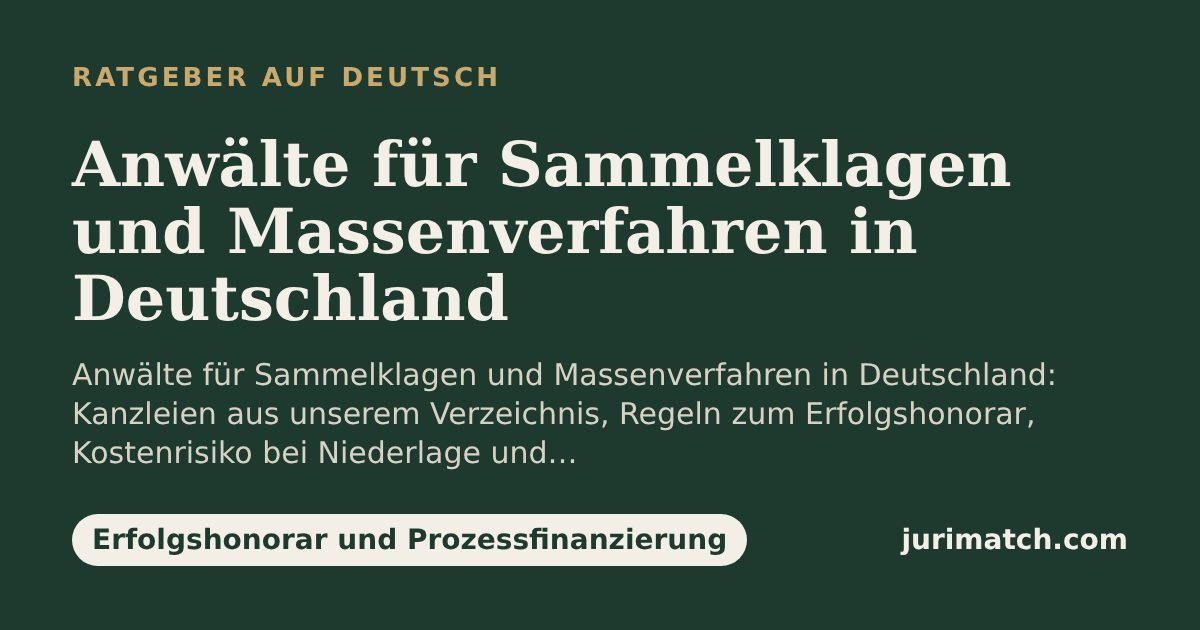 RATGEBER AUF DEUTSCH
Anwälte für Sammelklagen
und Massenverfahren in
Deutschland
Anwälte für Sammelklagen und Massenverfahren in Deutschland:
Kanzleien aus unserem Verzeichnis, Regeln zum Erfolgshonorar,
Kostenrisiko bei Niederlage und…
Erfolgshonorar und Prozessfinanzierung
jurimatch.com